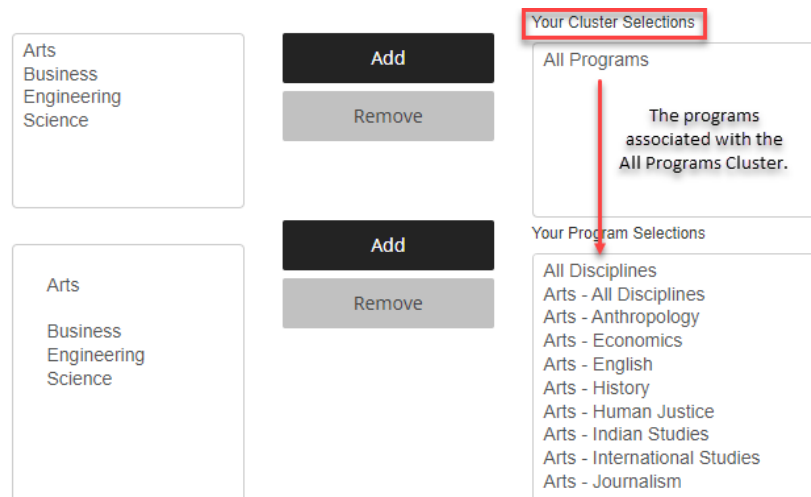 Your Cluster Selections
Arts
Business
Engineering
Science
Add
Remove
All Programs
The programs
associated with the
All Programs Cluster.
Your Program Selections
Arts
Business
Engineering
Science
Add
Remove
All Disciplines
Arts - All Disciplines
Arts - Anthropology
Arts - Economics
Arts - English
Arts - History
Arts - Human Justice
Arts - Indian Studies
Arts - International Studies
Arts - Journalism